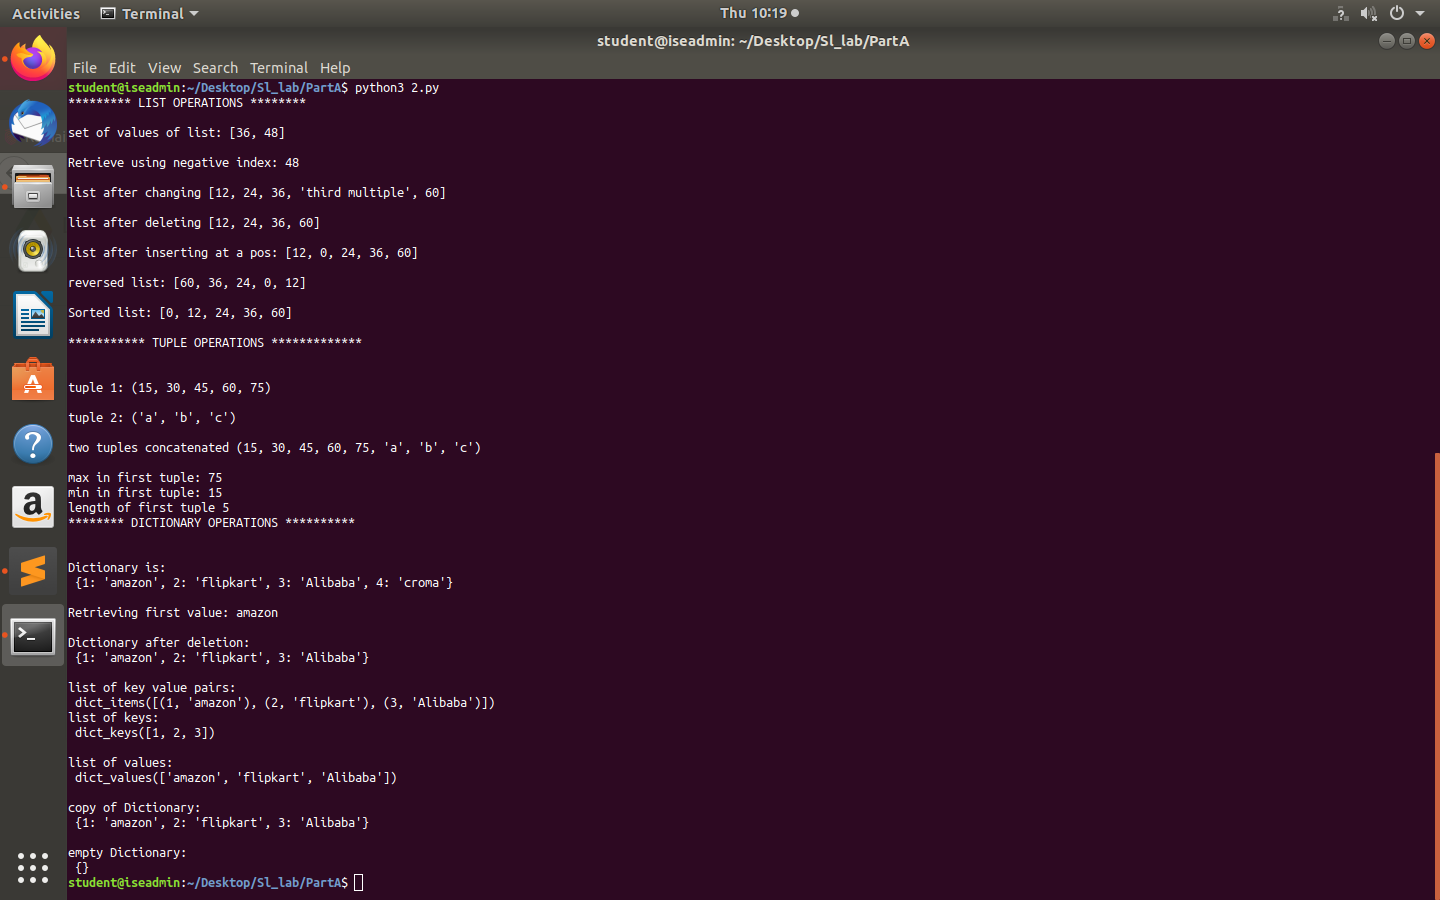 Activities Terminal Thu 10:19
student@iseadmin: ~/Desktop/Sl_lab/PartA
File Edit View Search Terminal Help
student@iseadmin:~/Desktop/Sl_lab/PartA$ python3 2.py
********* LIST OPERATIONS ********
set of values of list: [36, 48]
Retrieve using negative index: 48
list after changing [12, 24, 36, 'third multiple', 60]
list after deleting [12, 24, 36, 60]
List after inserting at a pos: [12, 0, 24, 36, 60]
reversed list: [60, 36, 24, 0, 12]
Sorted list: [0, 12, 24, 36, 60]
*********** TUPLE OPERATIONS *************
tuple 1: (15, 30, 45, 60, 75)
tuple 2: ('a', 'b', 'c')
two tuples concatenated (15, 30, 45, 60, 75, 'a', 'b', 'c')
max in first tuple: 75
min in first tuple: 15
length of first tuple 5
******** DICTIONARY OPERATIONS **********
Dictionary is:
{1: 'amazon', 2: 'flipkart', 3: 'Alibaba', 4: 'croma'}
Retrieving first value: amazon
Dictionary after deletion:
{1: 'amazon', 2: 'flipkart', 3: 'Alibaba'}
list of key value pairs:
dict_items([(1, 'amazon'), (2, 'flipkart'), (3, 'Alibaba')])
list of keys:
dict_keys([1, 2, 3])
list of values:
dict_values(['amazon', 'flipkart', 'Alibaba'])
copy of Dictionary:
{1: 'amazon', 2: 'flipkart', 3: 'Alibaba'}
empty Dictionary:
{}
student@iseadmin:~/Desktop/Sl_lab/PartA$